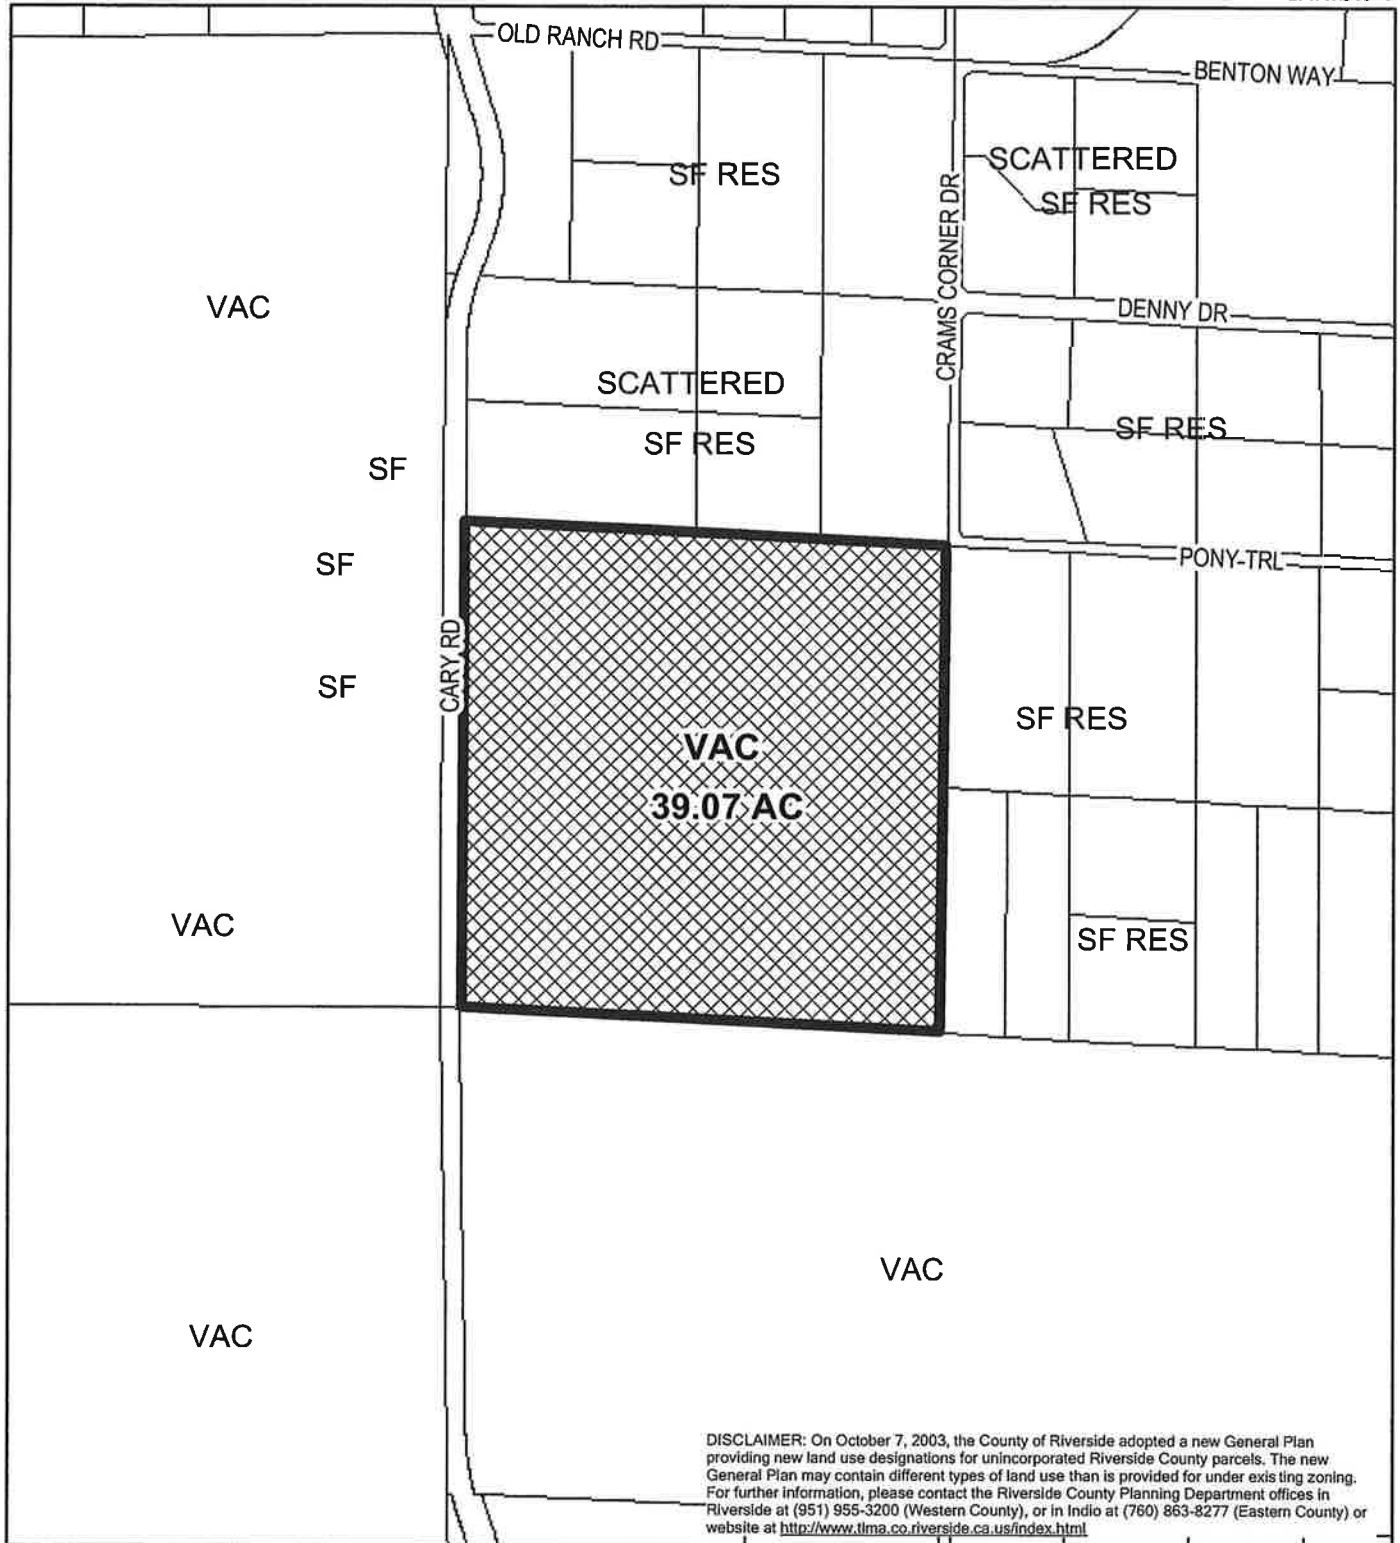 OLD RANCH RD
BENTON WAY
SCATTERED
SF RES
SF RES
CRAMS CORNER DR
VAC
DENNY DR
SCATTERED
SF RES
SF RES
SF
SF
PONY-TRL
CARY RD
SF
SF RES
VAC
39.07 AC
VAC
SF RES
VAC
VAC
DISCLAIMER: On October 7, 2003, the County of Riverside adopted a new General Plan
providing new land use designations for unincorporated Riverside County parcels. The new
General Plan may contain different types of land use than is provided for under existing zoning.
For further information, please contact the Riverside County Planning Department offices in
Riverside at (951) 955-3200 (Western County), or in Indio at (760) 863-8277 (Eastern County) or
website at http://www.tlma.co.riverside.ca.us/index.html